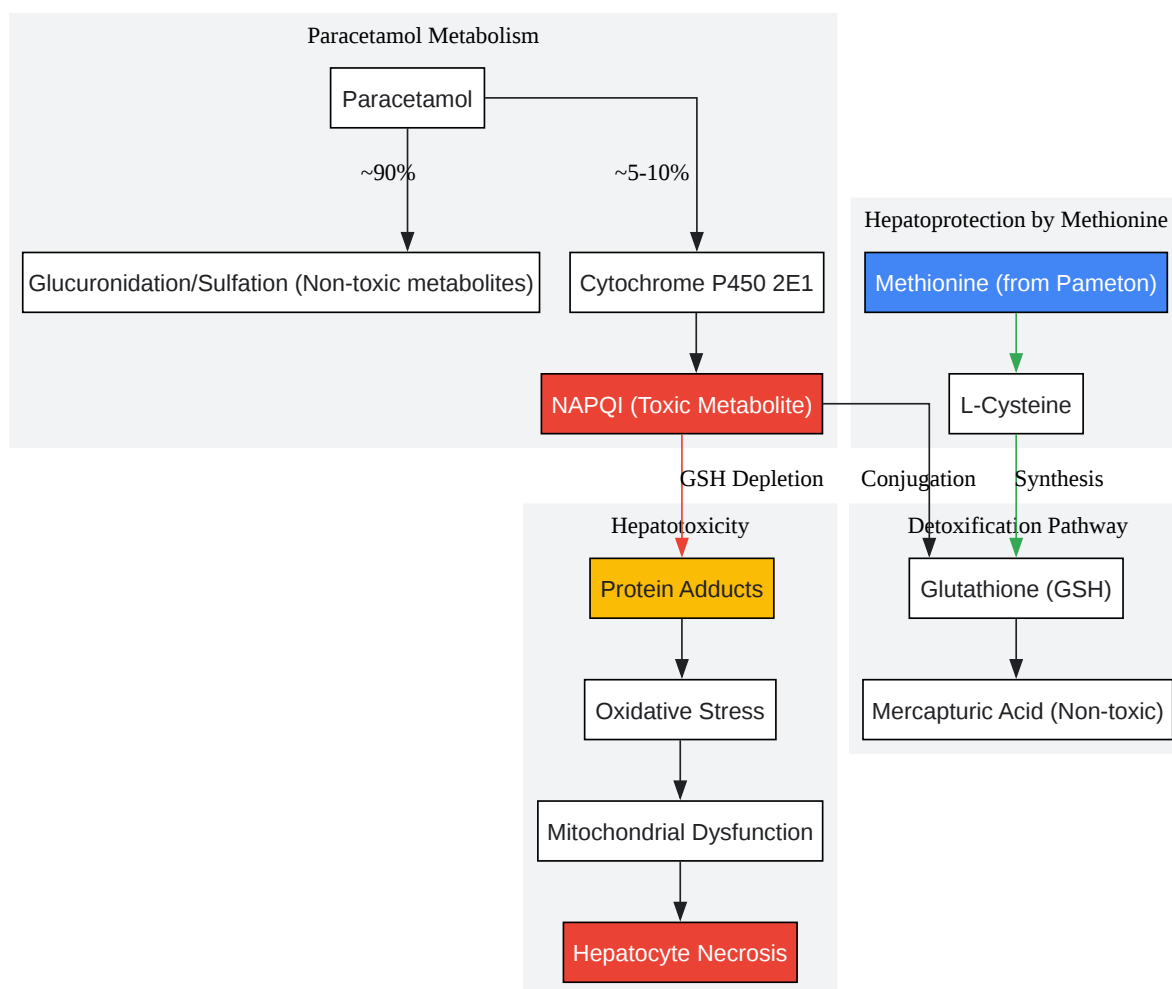 Paracetamol Metabolism
Paracetamol
~90%
~5-10%
Hepatoprotection by Methionine
Glucuronidation/Sulfation (Non-toxic metabolites)
Cytochrome P450 2E1
Methionine (from Pameton)
NAPQI (Toxic Metabolite)
L-Cysteine
GSH Depletion
Conjugation
Synthesis
Hepatotoxicity
Detoxification Pathway
Protein Adducts
Glutathione (GSH)
Oxidative Stress
Mercapturic Acid (Non-toxic)
Mitochondrial Dysfunction
Hepatocyte Necrosis